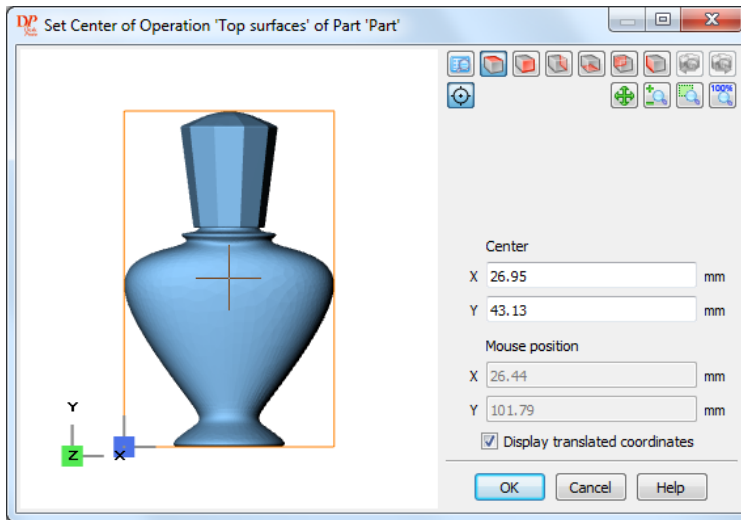 DP
Set Center of Operation 'Top surfaces' of Part 'Part'
100%
Center
X 26.95 mm
Y 43.13 mm
Mouse position
X 26.44 mm
Y 101.79 mm
Display translated coordinates
OK Cancel Help
Y
Z X